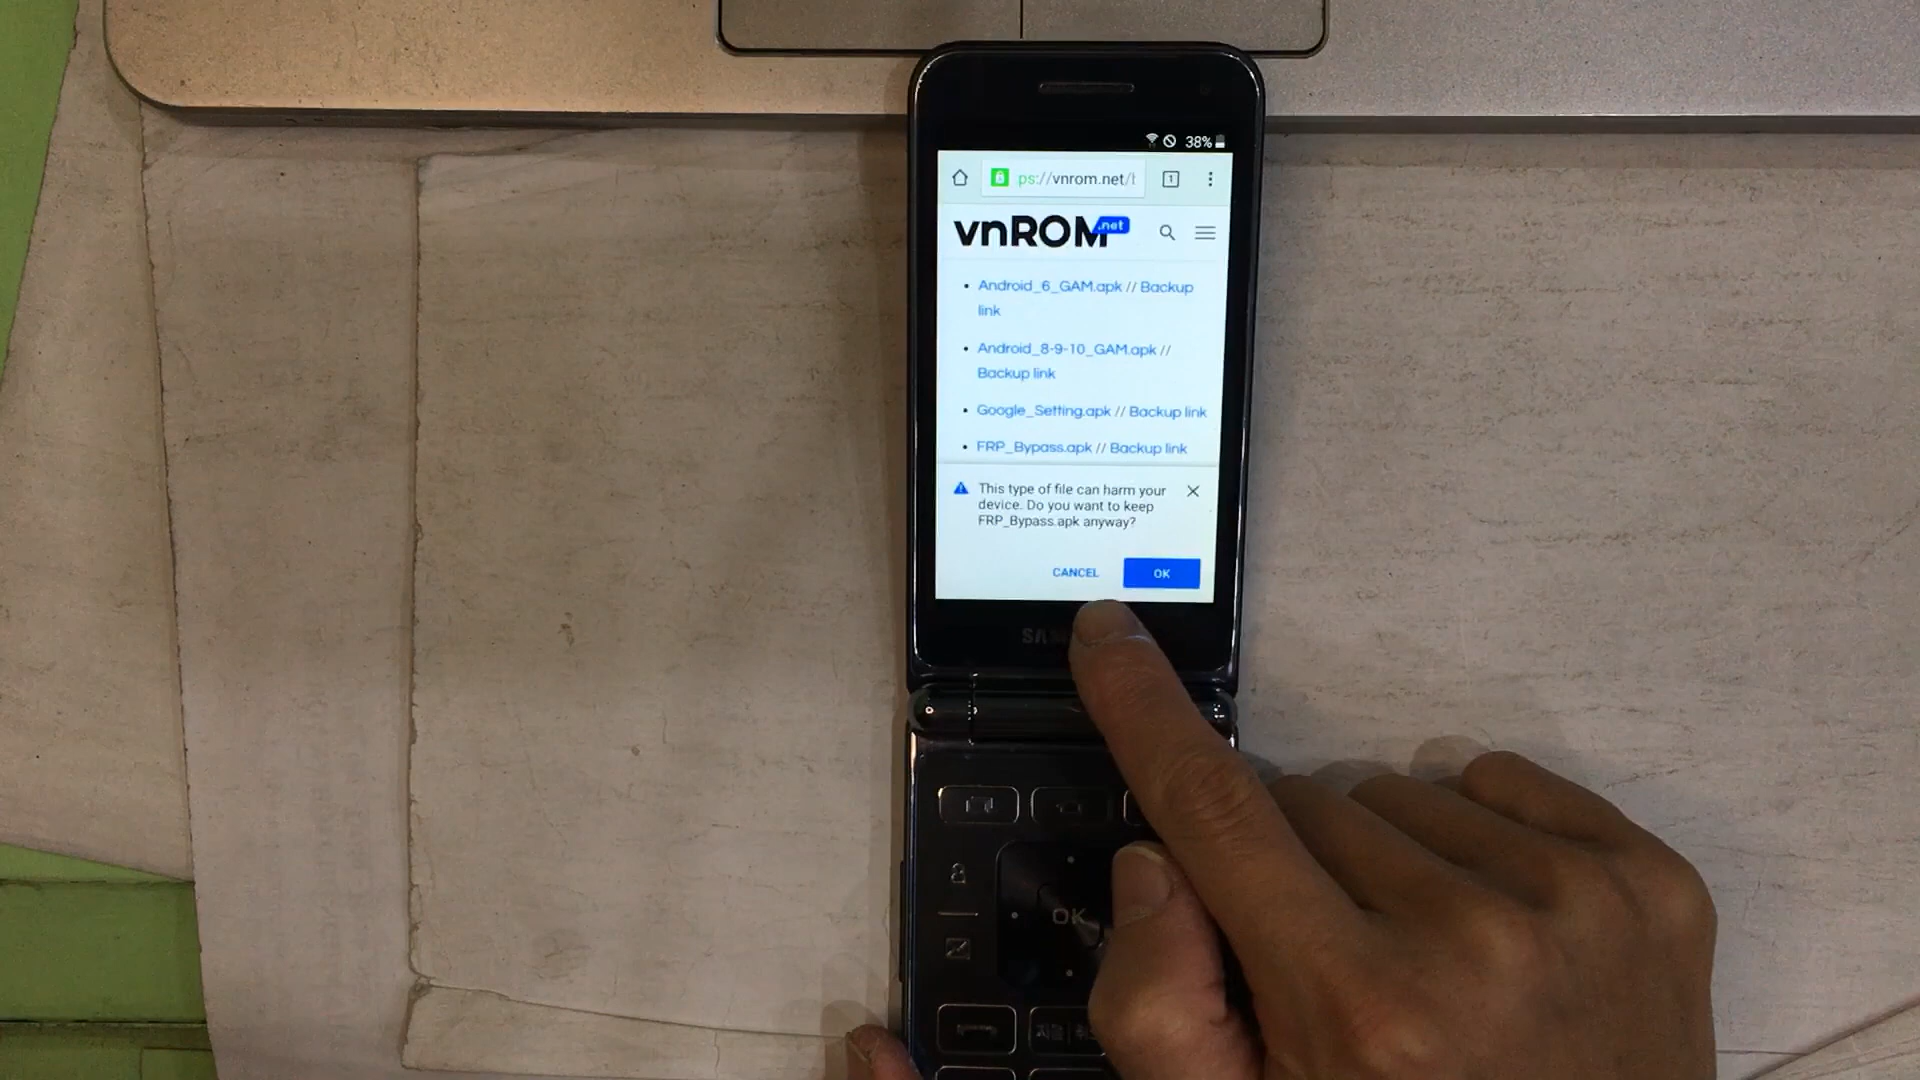 38%
ps://vnrom.net/b
1
vnROM.net
Android_6_GAM.apk // Backup
link
Android_8-9-10_GAM.apk //
Backup link
Google_Setting.apk // Backup link
FRP_Bypass.apk // Backup link
This type of file can harm your
device. Do you want to keep
FRP_Bypass.apk anyway?
CANCEL
OK
OK